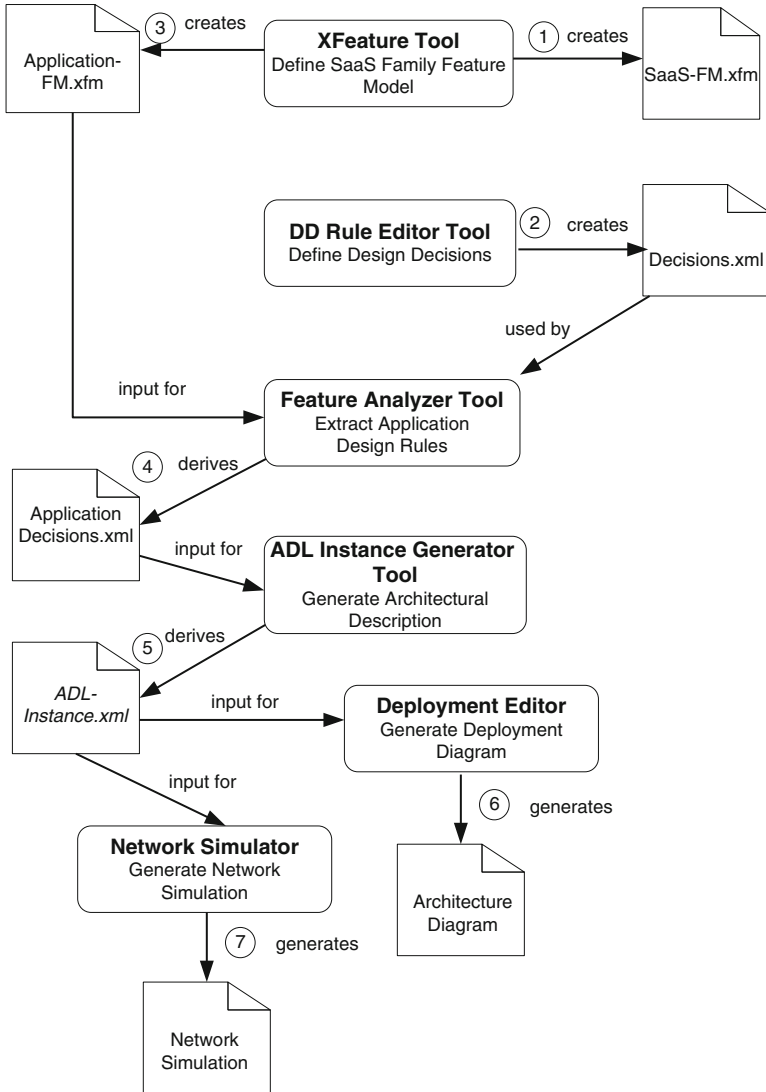 3
creates
XFeature Tool
Define SaaS Family Feature
Model
1
creates
Application-
FM.xfm
SaaS-FM.xfm
DD Rule Editor Tool
Define Design Decisions
2
creates
Decisions.xml
used by
input for
Feature Analyzer Tool
Extract Application
Design Rules
4
derives
Application
Decisions.xml
input for
ADL Instance Generator
Tool
Generate Architectural
Description
5
derives
ADL-
Instance.xml
input for
Deployment Editor
Generate Deployment
Diagram
input for
6
generates
Network Simulator
Generate Network
Simulation
Architecture
Diagram
7
generates
Network
Simulation